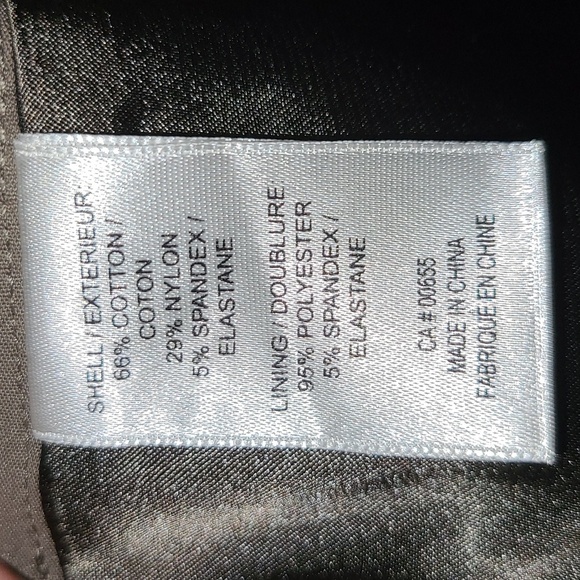 SHELL / EXTERIEUR
66% COTTON /
COTON
29% NYLON
5% SPANDEX /
ELASTANE
LINING / DOUBLURE
95% POLYESTER
5% SPANDEX /
ELASTANE
CA # 00655
MADE IN CHINA
FABRIQUE EN CHINE